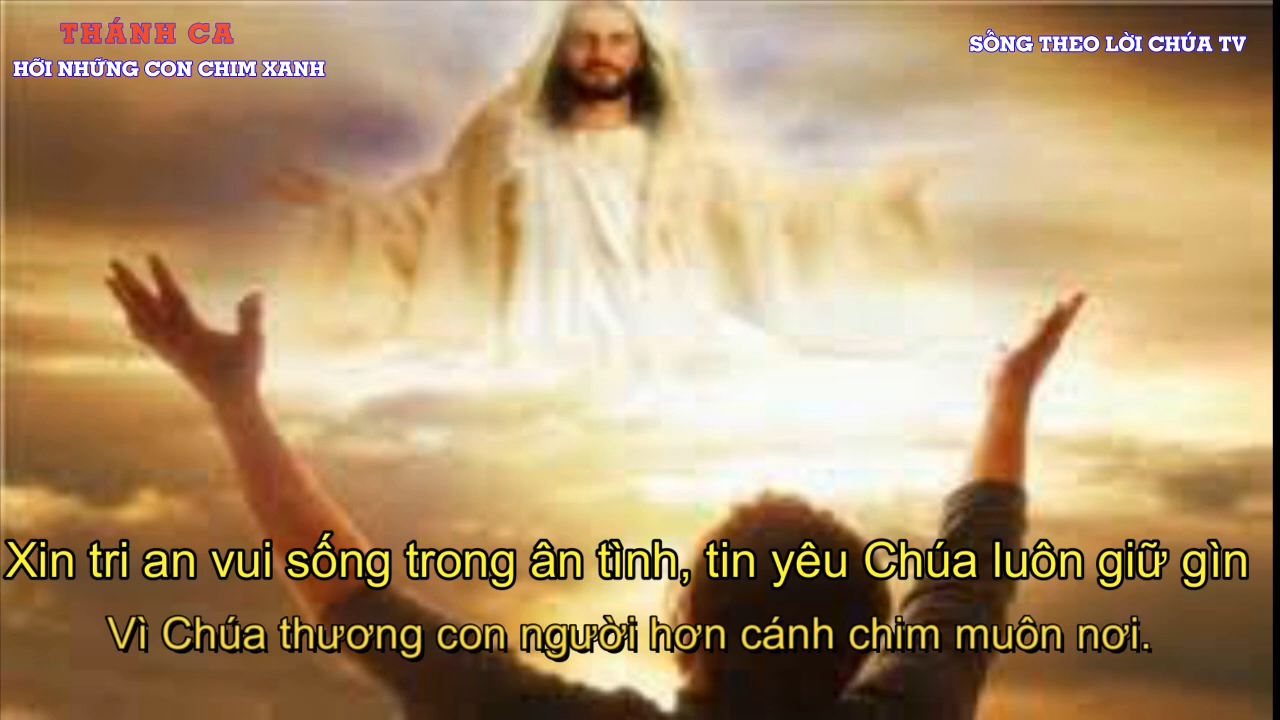 THÁNH CA
HỠI NHỮNG CON CHIM XANH
SỐNG THEO LỜI CHÚA TV
Xin tri an vui sống trong ân tình, tin yêu Chúa luôn giữ gìn
Vì Chúa thương con người hơn cánh chim muôn nơi.